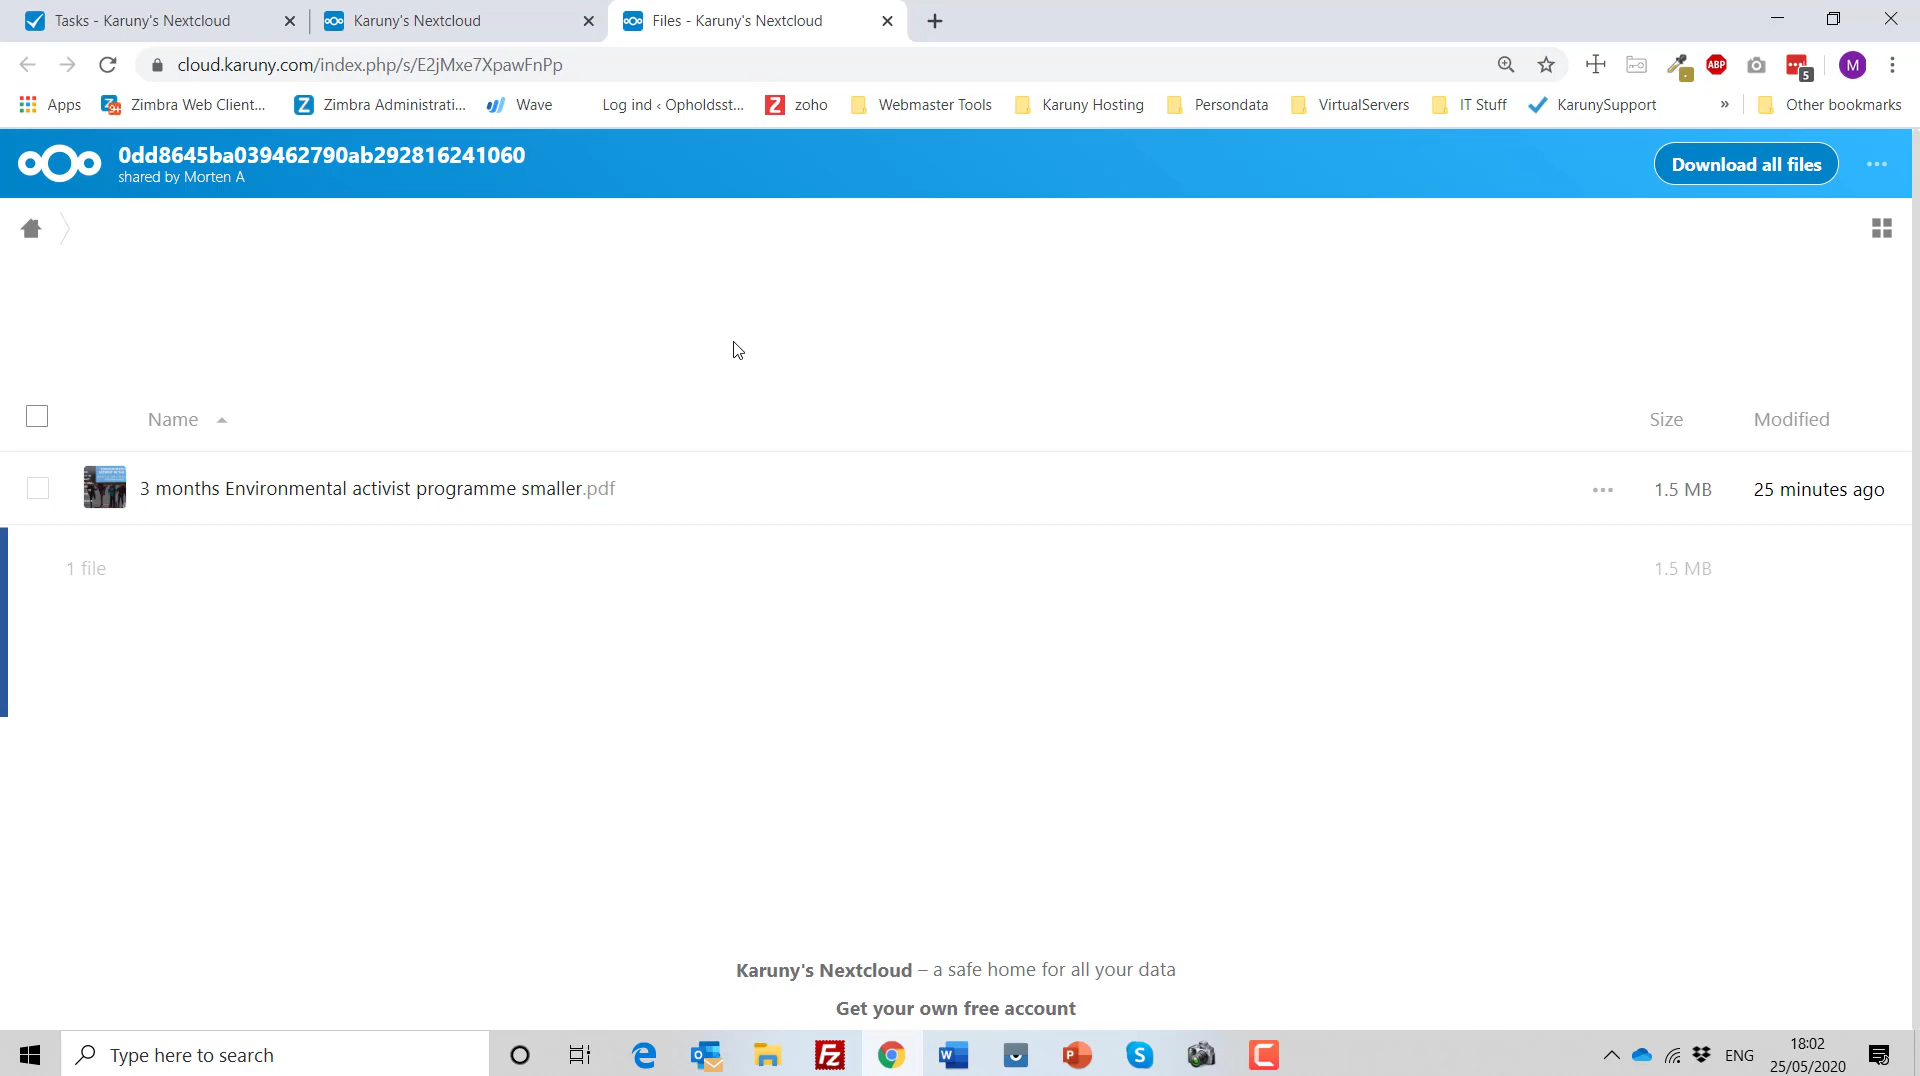 Tasks - Karuny's Nextcloud
Karuny's Nextcloud
Files - Karuny's Nextcloud
cloud.karuny.com/index.php/s/E2jMxe7XpawFnPp
ABP
5
M
Apps
Zimbra Web Client...
Zimbra Administrati...
Wave
Log ind ‹ Opholdsst...
zoho
Webmaster Tools
Karuny Hosting
Persondata
VirtualServers
IT Stuff
KarunySupport
»
Other bookmarks
0dd8645ba039462790ab292816241060
shared by Morten A
Download all files
Name
Size
Modified
3 months Environmental activist programme smaller.pdf
1.5 MB
25 minutes ago
1 file
1.5 MB
Karuny's Nextcloud – a safe home for all your data
Get your own free account
Type here to search
ENG
18:02
25/05/2020